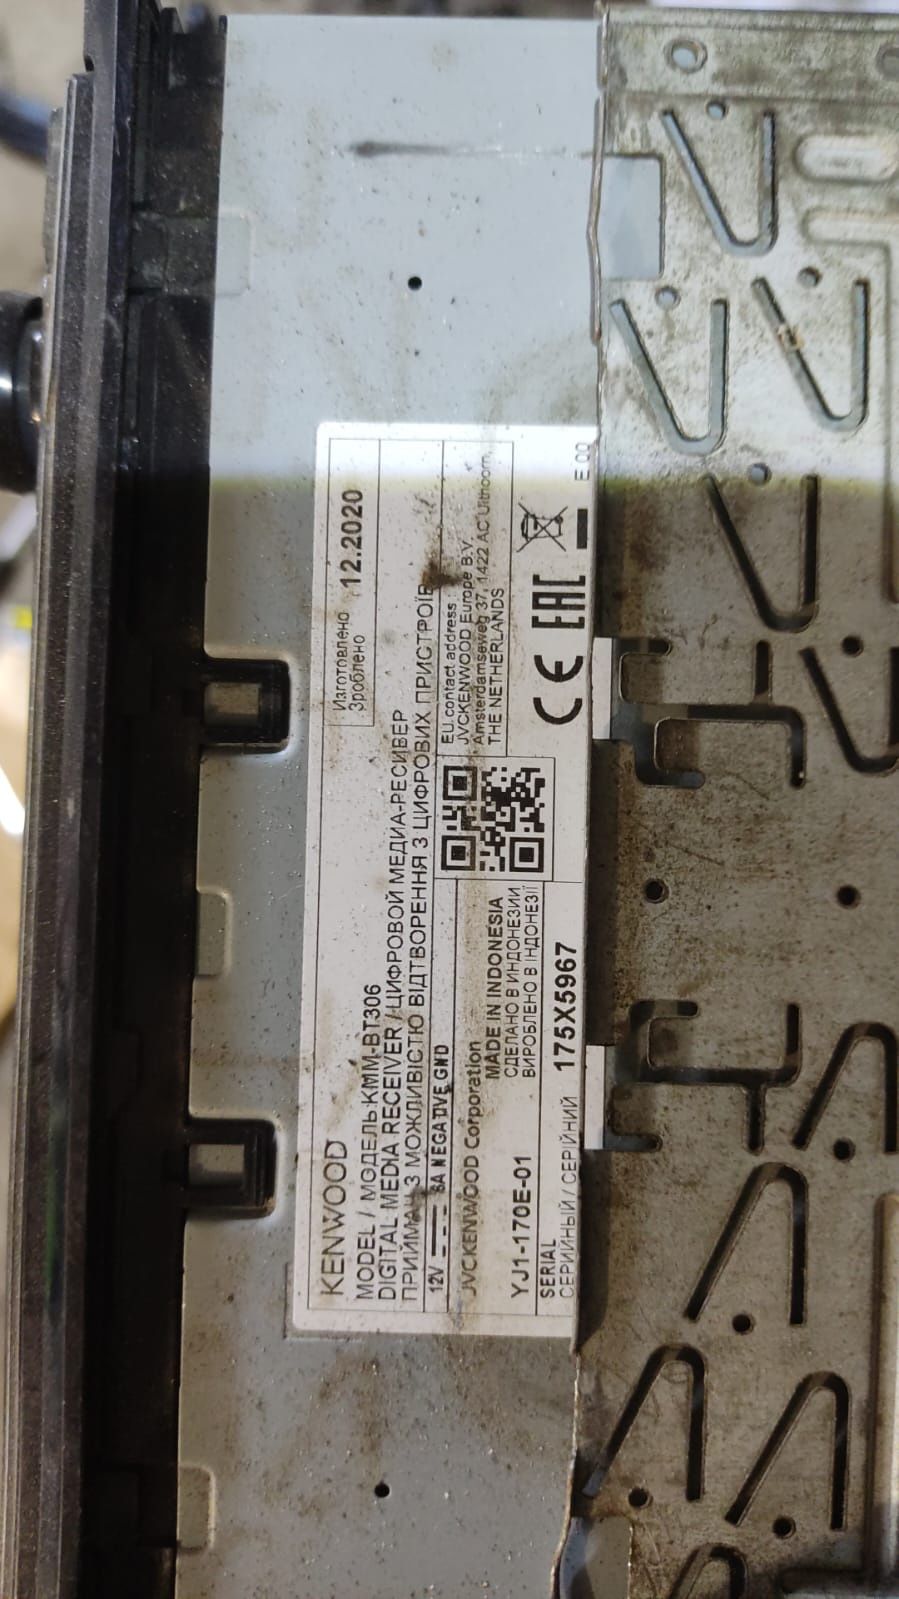 KENWOOD
Изготовлено
Зроблено
12.2020
MODEL / МОДЕЛЬ:KMM-BT306
DIGITAL MEDIA RECEIVER / ЦИФРОВОЙ МЕДИА-РЕСИВЕР
ПРИЙМАЧ З МОЖЛИВІСТЮ ВІДТВОРЕННЯ З ЦИФРОВИХ ПРИСТРОЇВ
12V 8A NEGATIVE GND
JVCKENWOOD Corporation
EU contact address
JVCKENWOOD Europe B.V.
Amsterdamseweg 37, 1422 AC Uithoorn,
THE NETHERLANDS
MADE IN INDONESIA
СДЕЛАНО В ИНДОНЕЗИИ
ВИРОБЛЕНО В ІНДОНЕЗІЇ
YJ1-170E-01
CE EAC
SERIAL
СЕРИЙНЫЙ / СЕРІЙНИЙ
175X5967
E 00